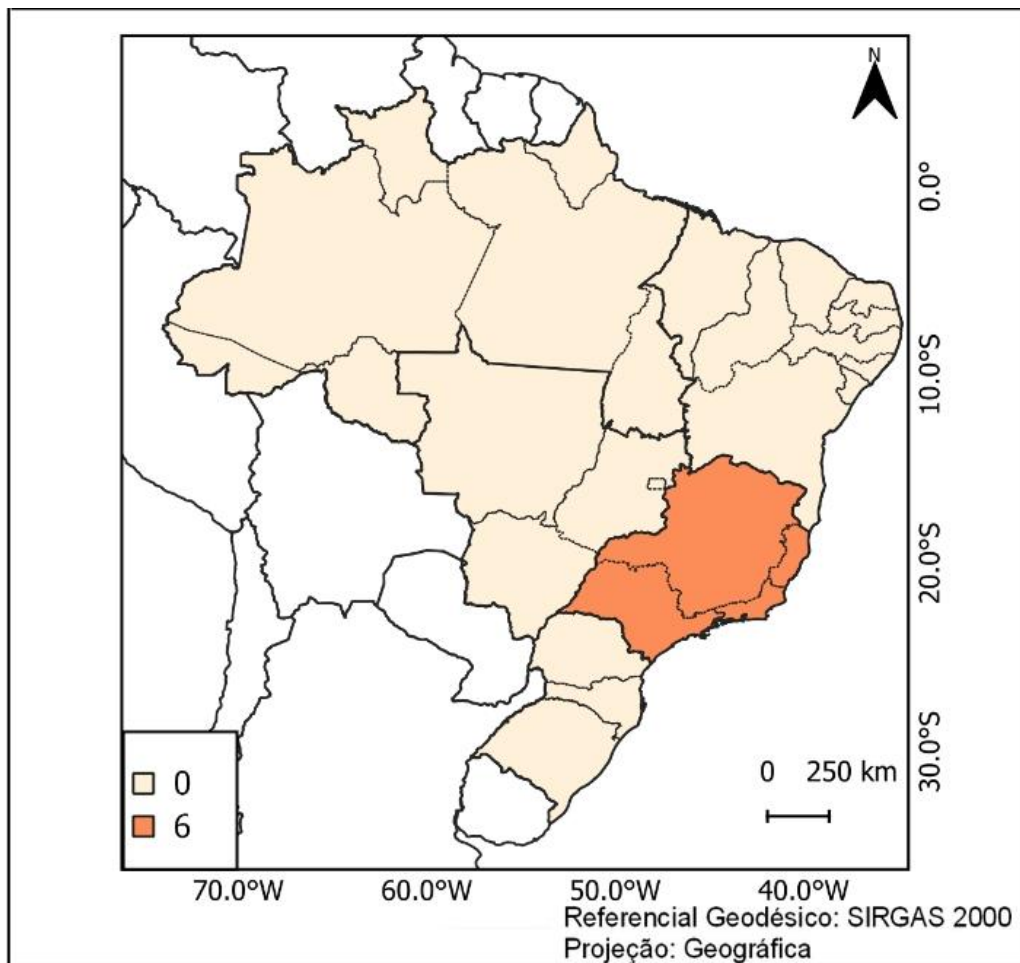 N
0.0°
10.0°S
20.0°S
30.0°S
0
6
0 250 km
70.0°W 60.0°W 50.0°W 40.0°W
Referencial Geodésico: SIRGAS 2000
Projeção: Geográfica